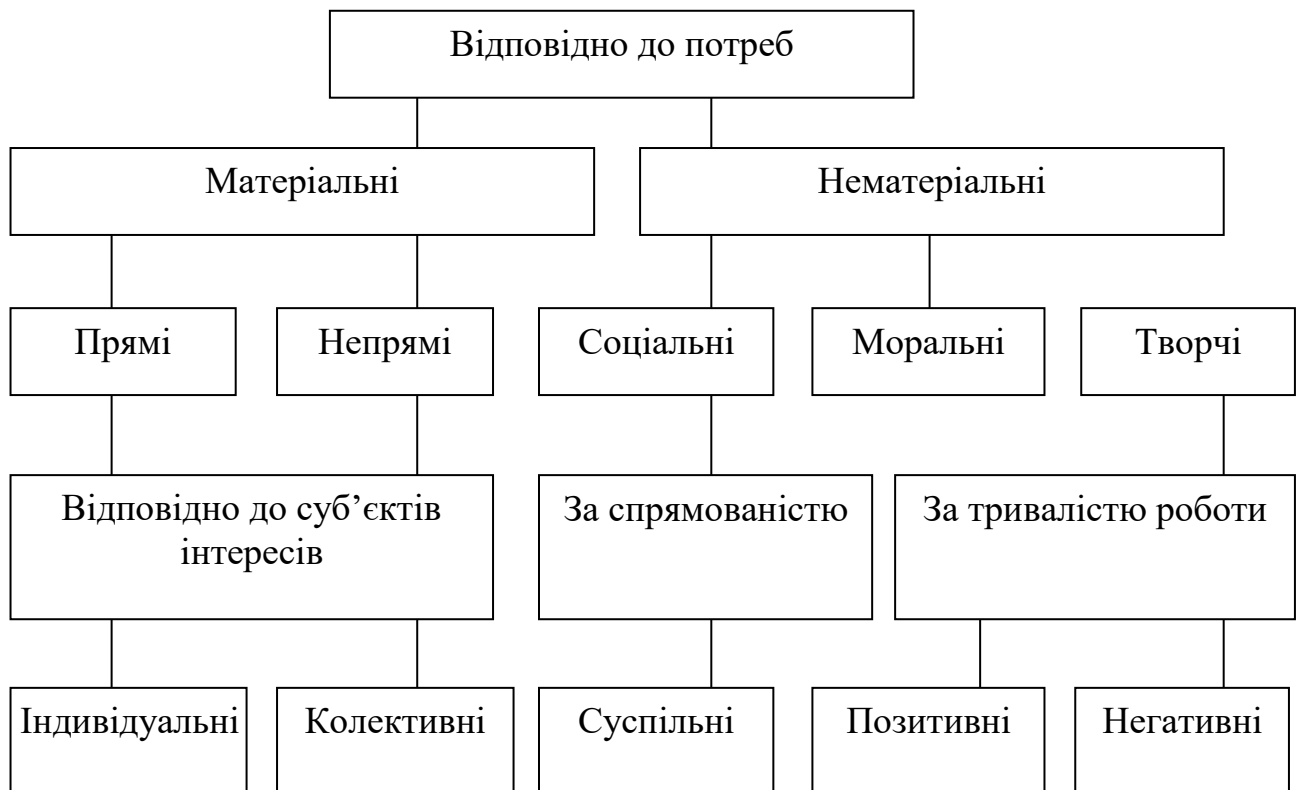 Відповідно до потреб
Матеріальні
Нематеріальні
Прямі
Непрямі
Соціальні
Моральні
Творчі
Відповідно до суб’єктів
інтересів
За спрямованістю
За тривалістю роботи
Індивідуальні
Колективні
Суспільні
Позитивні
Негативні